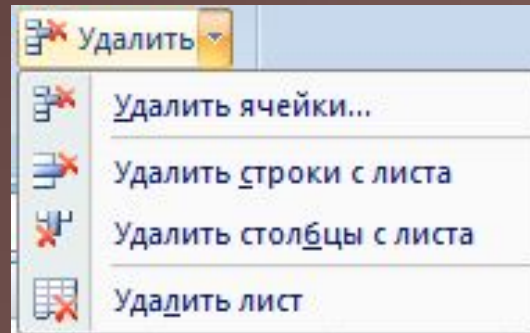 Удалить
Удалить ячейки...
Удалить строки с листа
Удалить столбцы с листа
Удалить лист